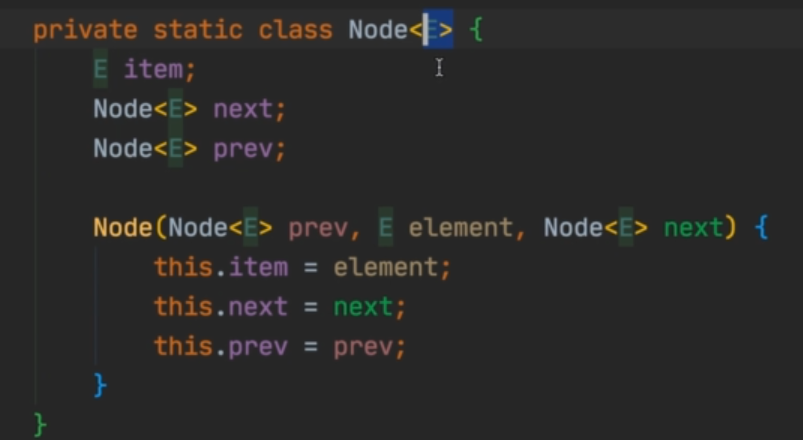 private static class Node<E> {
E item;
Node<E> next;
Node<E> prev;
Node(Node<E> prev, E element, Node<E> next) {
this.item = element;
this.next = next;
this.prev = prev;
}
}